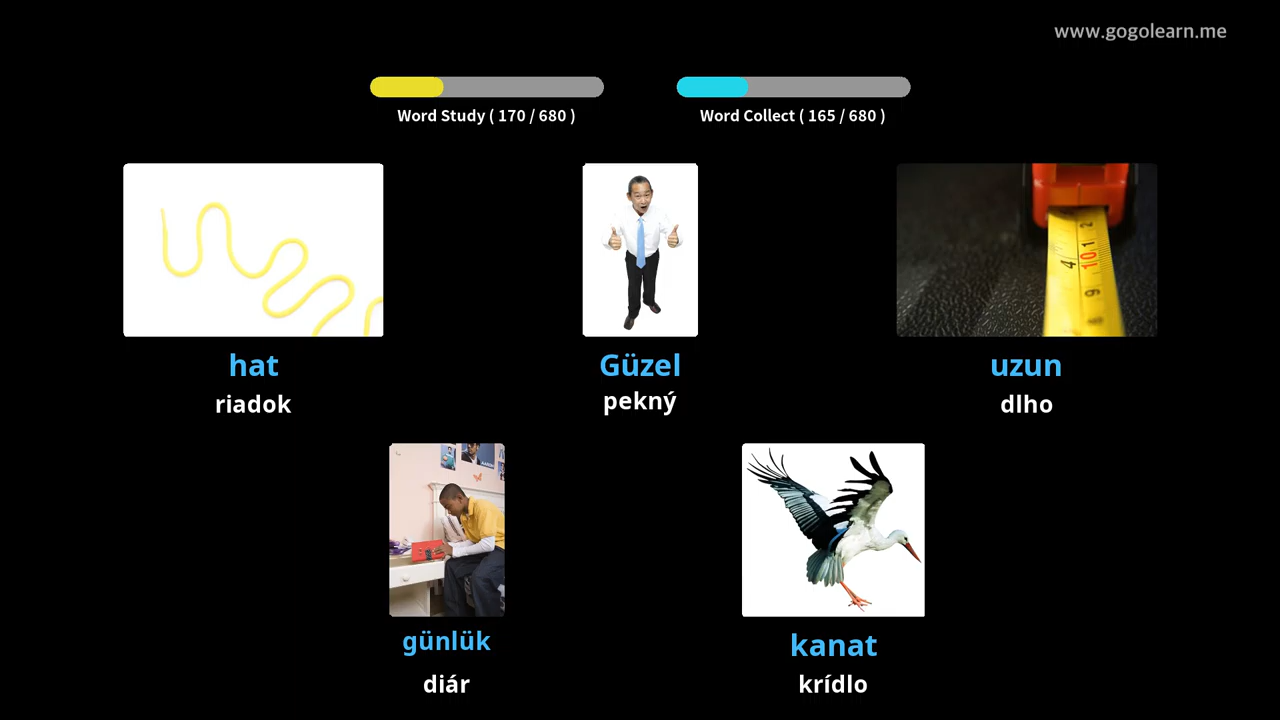 www.gogolearn.me
Word Study ( 170 / 680 )
Word Collect ( 165 / 680 )
hat
riadok
Güzel
pekný
uzun
dlho
günlük
diár
kanat
krídlo